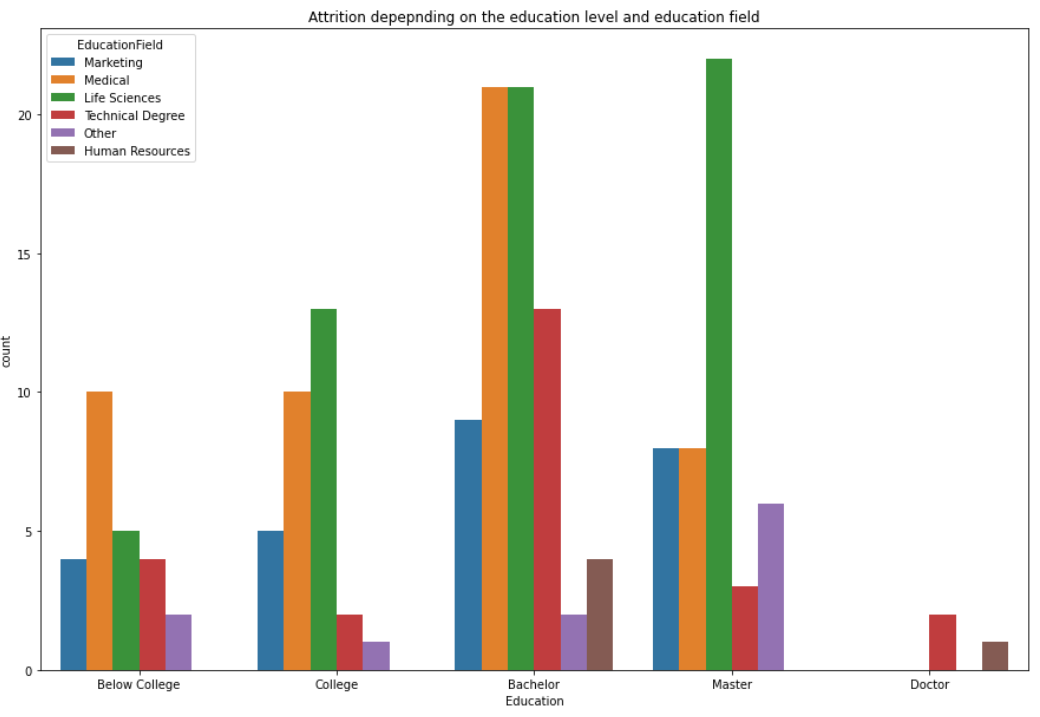 Attrition depepnding on the education level and education field
EducationField
Marketing
Medical
Life Sciences
Technical Degree
Other
Human Resources
20
15
10
5
0
count
Below College
College
Bachelor
Master
Doctor
Education